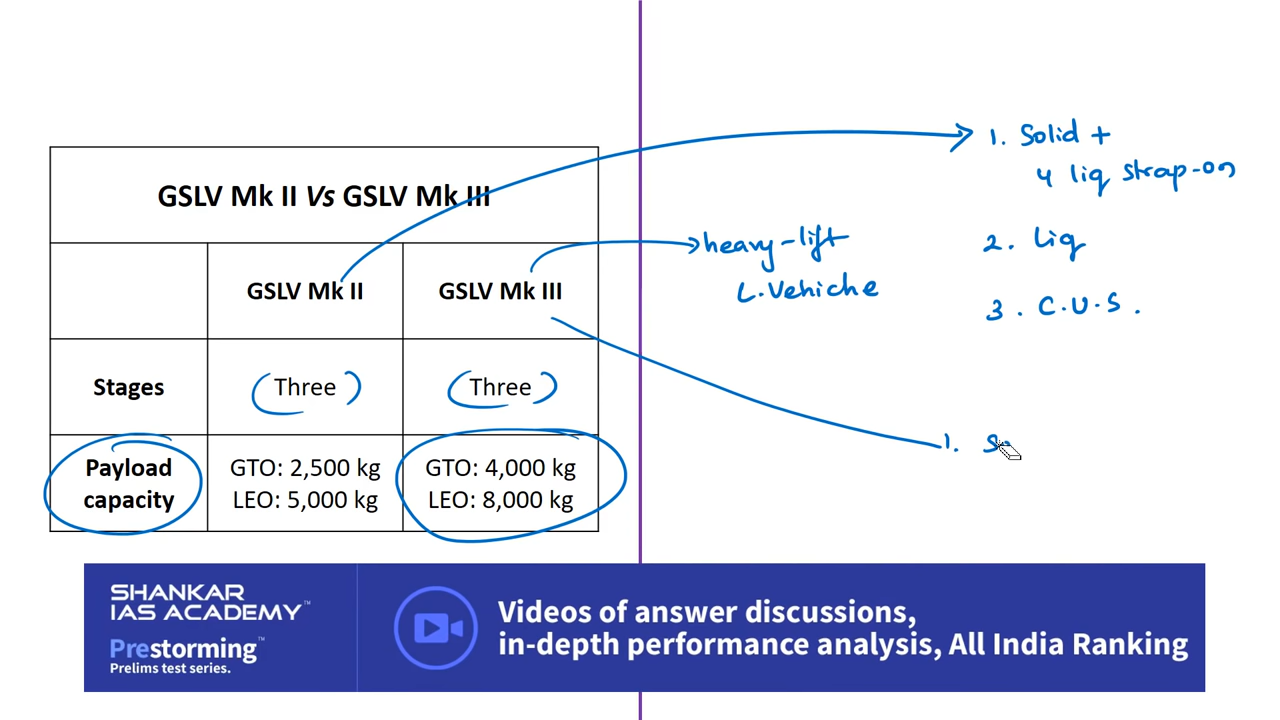 GSLV Mk II Vs GSLV Mk III
GSLV Mk II GSLV Mk III
Stages Three Three
Payload capacity GTO: 2,500 kg LEO: 5,000 kg GTO: 4,000 kg LEO: 8,000 kg
1. Solid +
4 liq strap-on
2. Liq
3. C.U.S.
heavy-lift
L.Vehiche
1. So
SHANKAR
IAS ACADEMY™
Prestorming™
Prelims test series.
Videos of answer discussions,
in-depth performance analysis, All India Ranking